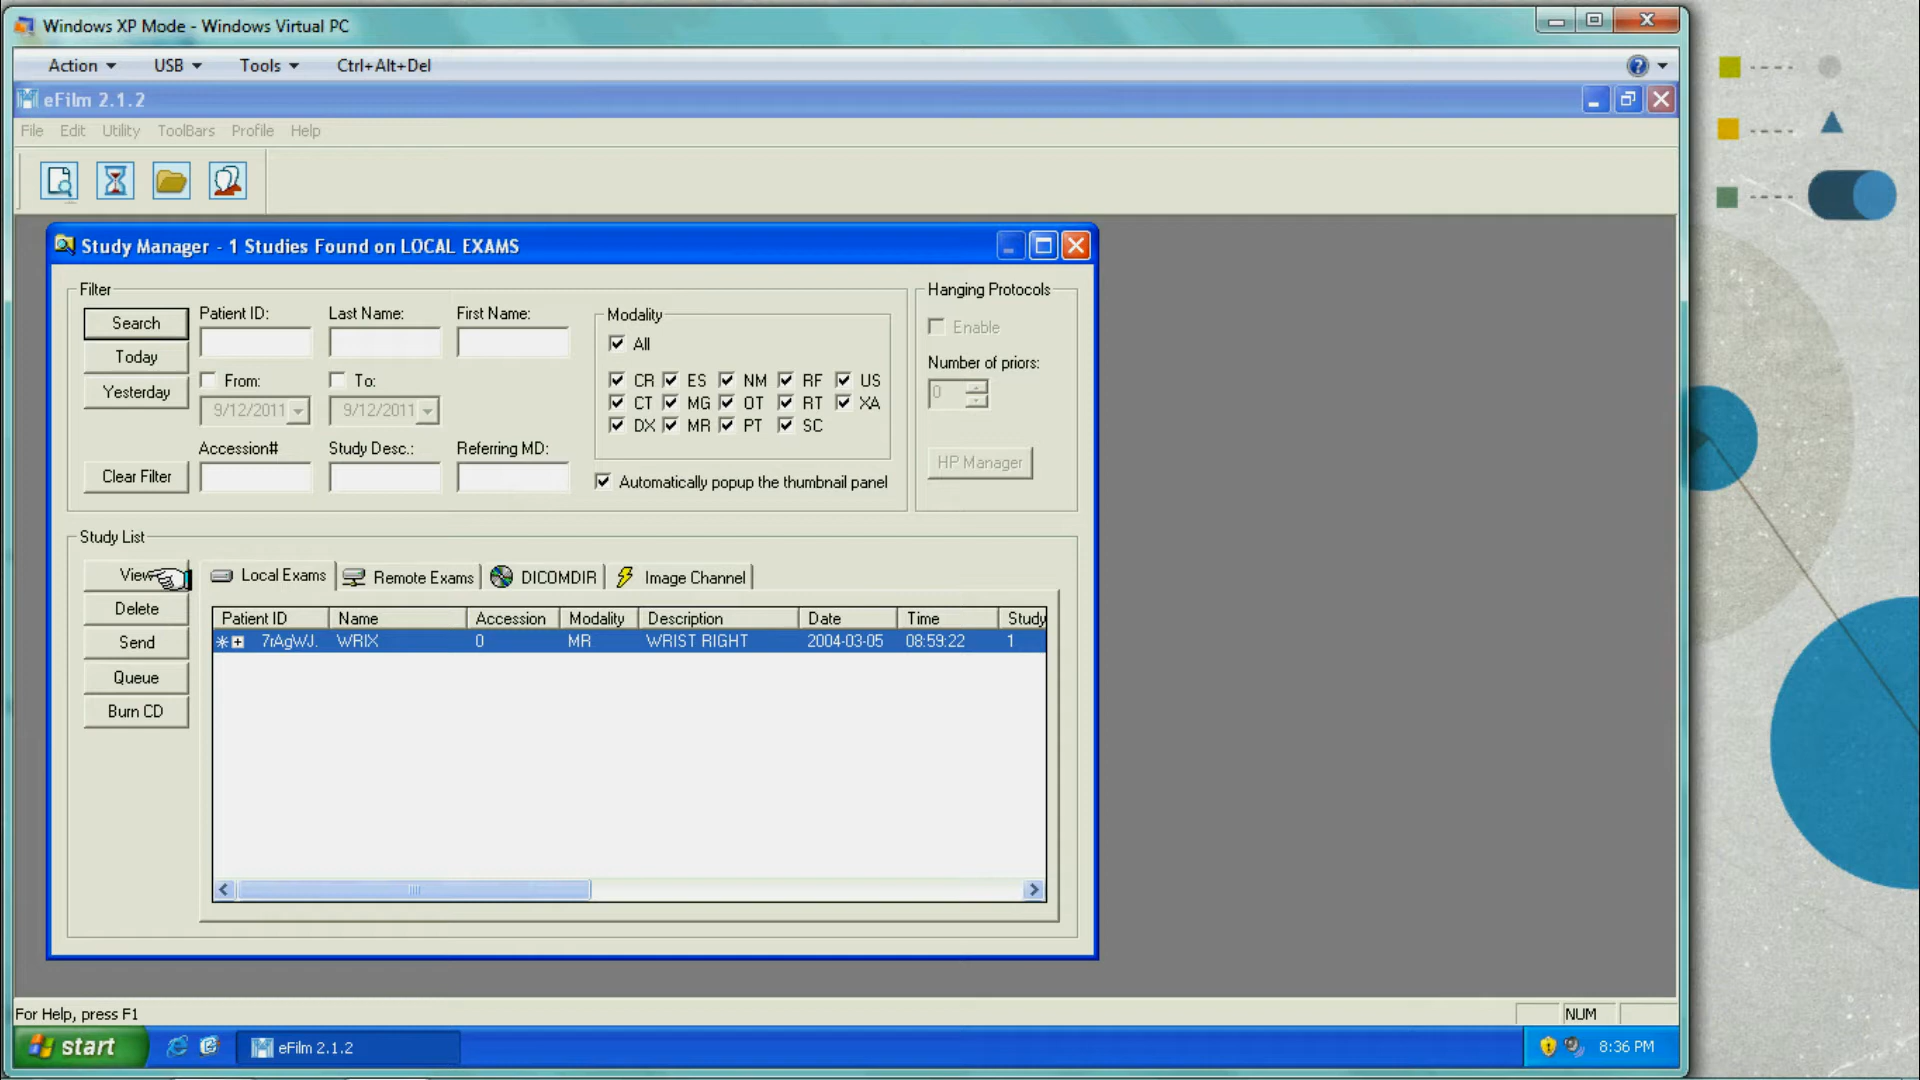 Windows XP Mode - Windows Virtual PC
Action USB Tools Ctrl+Alt+Del
eFilm 2.1.2
File Edit Utility ToolBars Profile Help
Study Manager - 1 Studies Found on LOCAL EXAMS
Filter
Search
Today
Yesterday
Clear Filter
Patient ID: Last Name: First Name:
From: To:
9/12/2011 9/12/2011
Accession# Study Desc.: Referring MD:
Modality
All
CR ES NM RF US
CT MG OT RT XA
DX MR PT SC
Automatically popup the thumbnail panel
Hanging Protocols
Enable
Number of priors:
0
HP Manager
Study List
View
Delete
Send
Queue
Burn CD
Local Exams Remote Exams DICOMDIR Image Channel
Patient ID Name Accession Modality Description Date Time Study
7rAgWJ. WRIX 0 MR WRIST RIGHT 2004-03-05 08:59:22 1
For Help, press F1
NUM
start eFilm 2.1.2 8:36 PM